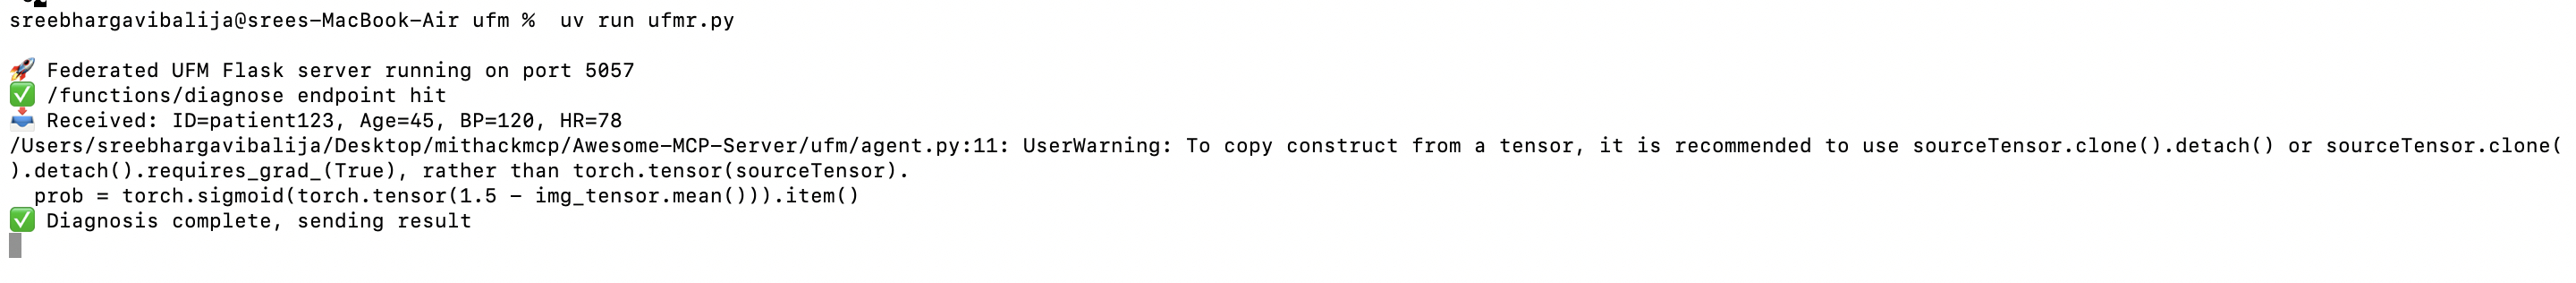 sreebhargavibalija@srees-MacBook-Air ufm %  uv run ufmr.py
🚀 Federated UFM Flask server running on port 5057
✅ /functions/diagnose endpoint hit
📥 Received: ID=patient123, Age=45, BP=120, HR=78
/Users/sreebhargavibalija/Desktop/mithackmcp/Awesome-MCP-Server/ufm/agent.py:11: UserWarning: To copy construct from a tensor, it is recommended to use sourceTensor.clone().detach() or sourceTensor.clone(
).detach().requires_grad_(True), rather than torch.tensor(sourceTensor).
  prob = torch.sigmoid(torch.tensor(1.5 - img_tensor.mean())).item()
✅ Diagnosis complete, sending result